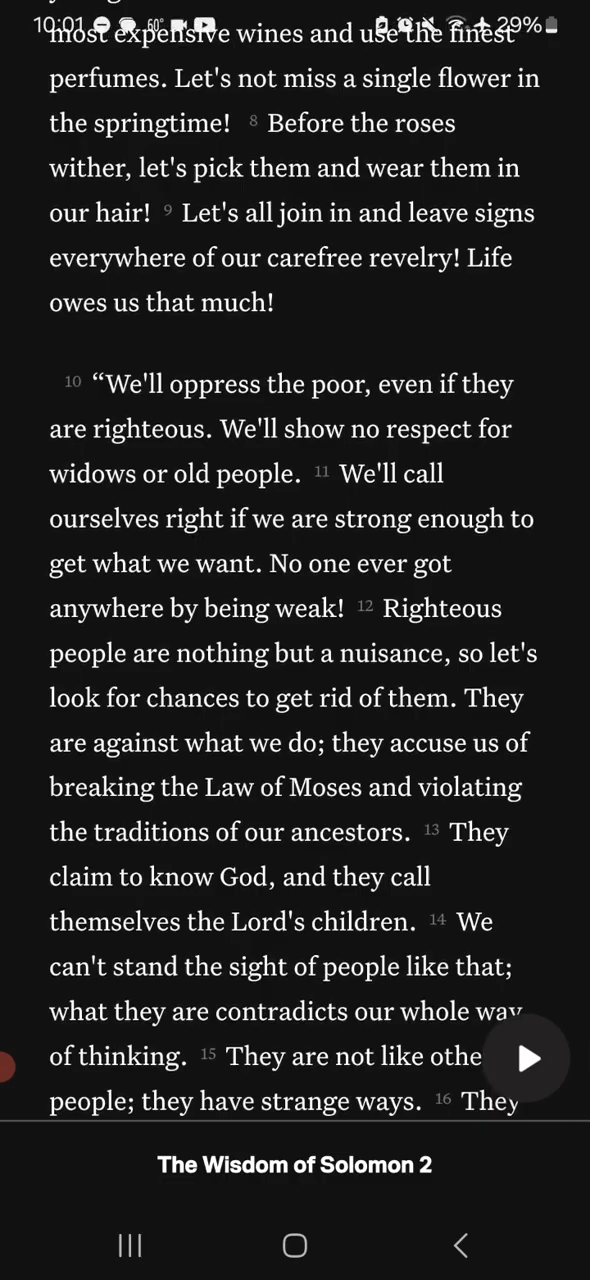 10:01 60° 29%
most expensive wines and use the finest
perfumes. Let's not miss a single flower in
the springtime! 8 Before the roses
wither, let's pick them and wear them in
our hair! 9 Let's all join in and leave signs
everywhere of our carefree revelry! Life
owes us that much!
10 “We'll oppress the poor, even if they
are righteous. We'll show no respect for
widows or old people. 11 We'll call
ourselves right if we are strong enough to
get what we want. No one ever got
anywhere by being weak! 12 Righteous
people are nothing but a nuisance, so let's
look for chances to get rid of them. They
are against what we do; they accuse us of
breaking the Law of Moses and violating
the traditions of our ancestors. 13 They
claim to know God, and they call
themselves the Lord's children. 14 We
can't stand the sight of people like that;
what they are contradicts our whole way
of thinking. 15 They are not like othe
people; they have strange ways. 16 They
The Wisdom of Solomon 2